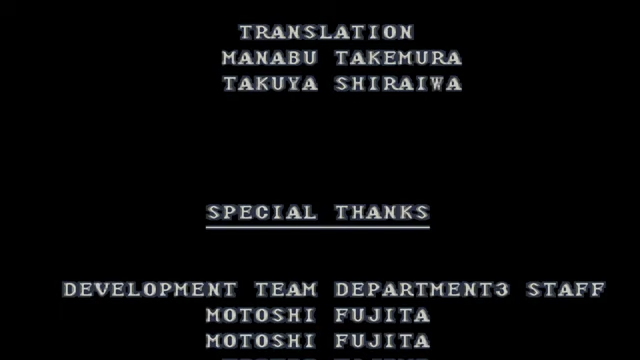 TRANSLATION
MANABU TAKEMURA
TAKUYA SHIRAIWA
SPECIAL THANKS
DEVELOPMENT TEAM DEPARTMENT3 STAFF
MOTOSHI FUJITA
MOTOSHI FUJITA